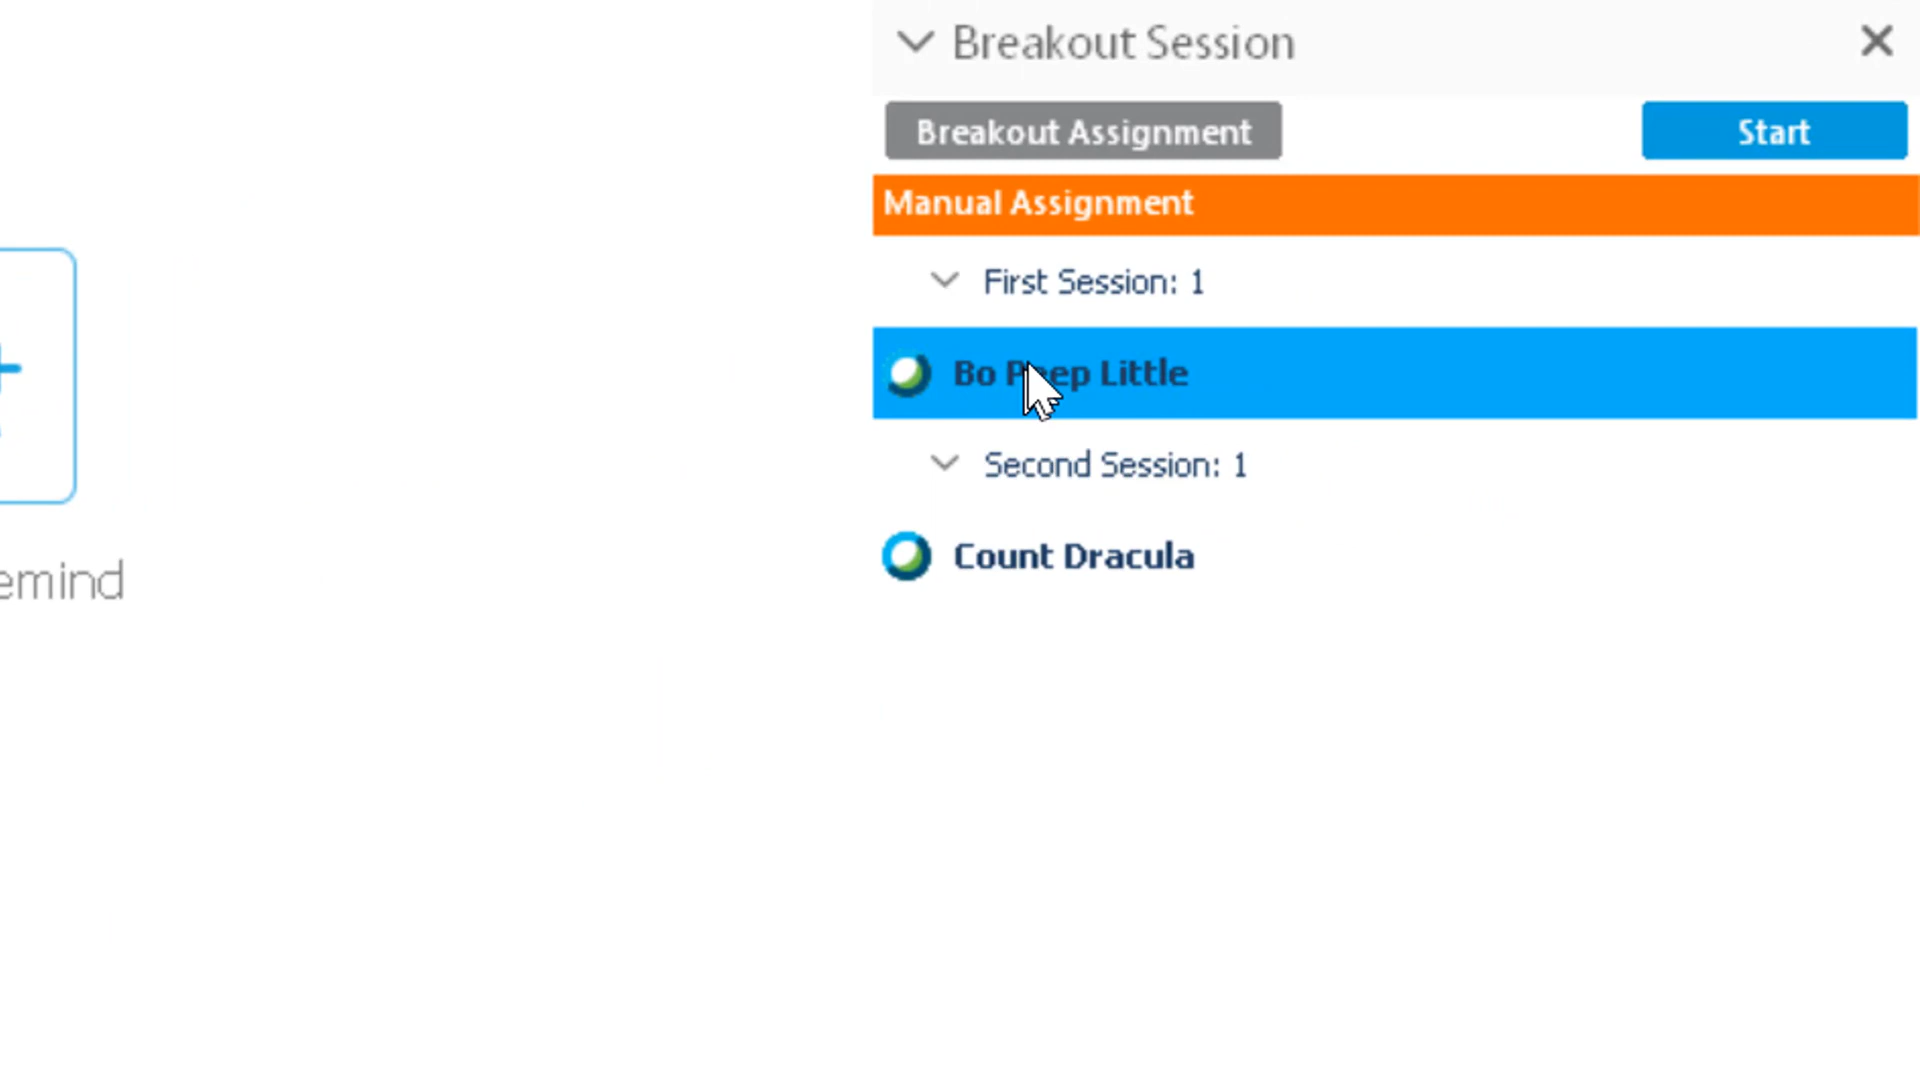 Breakout Session
Breakout Assignment
Start
Manual Assignment
First Session: 1
Bo Peep Little
Second Session: 1
Count Dracula
emind